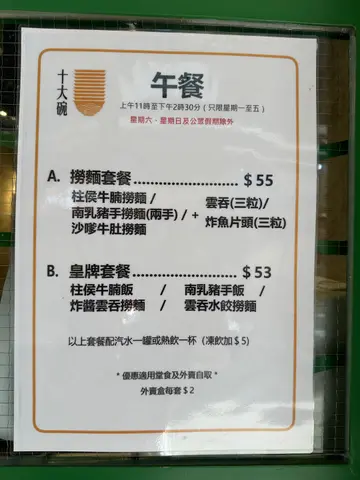 十大碗
午餐
上午11時至下午2時30分（只限星期一至五）
星期六、星期日及公眾假期除外
A. 撈麵套餐........................ $ 55
柱侯牛腩撈麵 /
南乳豬手撈麵(兩手) / +
沙嗲牛肚撈麵
雲吞(三粒)/
炸魚片頭(三粒)
B. 皇牌套餐........................ $ 53
柱侯牛腩飯 / 南乳豬手飯 /
炸醬雲吞撈麵 / 雲吞水餃撈麵
以上套餐配汽水一罐或熱飲一杯（凍飲加 $ 5)
* 優惠適用堂食及外賣自取 *
外賣盒每套 $ 2